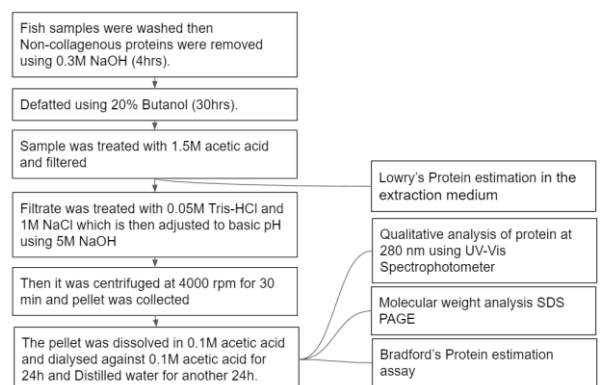 Fish samples were washed then
Non-collagenous proteins were removed
using 0.3M NaOH (4hrs).
Defatted using 20% Butanol (30hrs).
Sample was treated with 1.5M acetic acid
and filtered
Lowry's Protein estimation in the
extraction medium
Filtrate was treated with 0.05M Tris-HCl and
1M NaCl which is then adjusted to basic pH
using 5M NaOH
Qualitative analysis of protein at
280 nm using UV-Vis
Spectrophotometer
Then it was centrifuged at 4000 rpm for 30
min and pellet was collected
Molecular weight analysis SDS
PAGE
The pellet was dissolved in 0.1M acetic acid
and dialysed against 0.1M acetic acid for
24h and Distilled water for another 24h.
Bradford's Protein estimation
assay